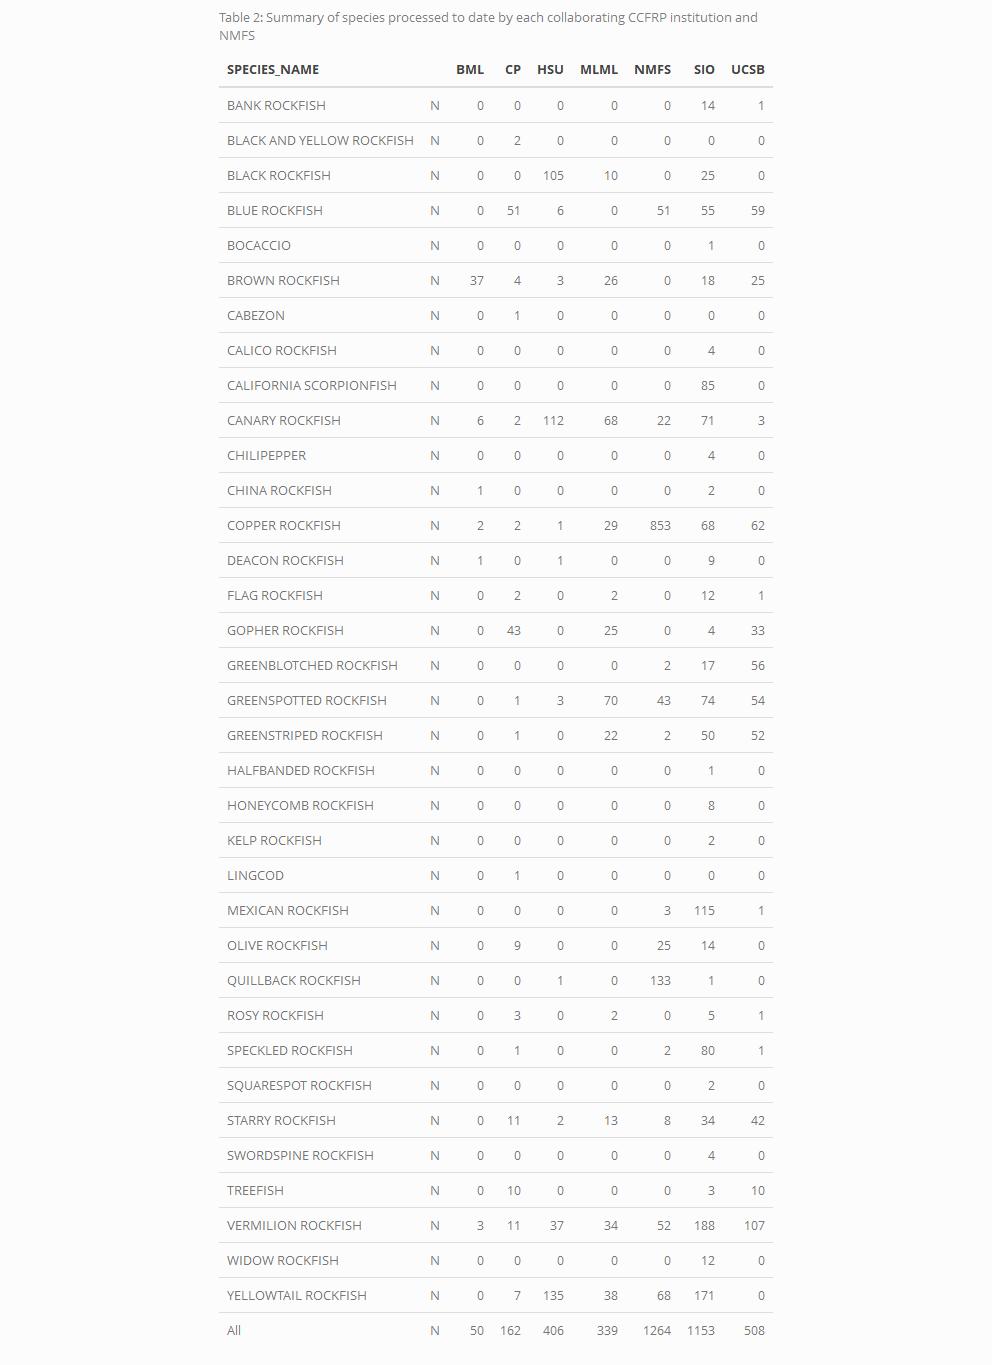 Table 2: Summary of species processed to date by each collaborating CCFRP institution and
NMFS
SPECIES_NAME BML CP HSU MLML NMFS SIO UCSB
BANK ROCKFISH N 0 0 0 0 0 14 1
BLACK AND YELLOW ROCKFISH N 0 2 0 0 0 0 0
BLACK ROCKFISH N 0 0 105 10 0 25 0
BLUE ROCKFISH N 0 51 6 0 51 55 59
BOCACCIO N 0 0 0 0 0 1 0
BROWN ROCKFISH N 37 4 3 26 0 18 25
CABEZON N 0 1 0 0 0 0 0
CALICO ROCKFISH N 0 0 0 0 0 4 0
CALIFORNIA SCORPIONFISH N 0 0 0 0 0 85 0
CANARY ROCKFISH N 6 2 112 68 22 71 3
CHILIPEPPER N 0 0 0 0 0 4 0
CHINA ROCKFISH N 1 0 0 0 0 2 0
COPPER ROCKFISH N 2 2 1 29 853 68 62
DEACON ROCKFISH N 1 0 1 0 0 9 0
FLAG ROCKFISH N 0 2 0 2 0 12 1
GOPHER ROCKFISH N 0 43 0 25 0 4 33
GREENBLOTCHED ROCKFISH N 0 0 0 0 2 17 56
GREENSPOTTED ROCKFISH N 0 1 3 70 43 74 54
GREENSTRIPED ROCKFISH N 0 1 0 22 2 50 52
HALFBANDED ROCKFISH N 0 0 0 0 0 1 0
HONEYCOMB ROCKFISH N 0 0 0 0 0 8 0
KELP ROCKFISH N 0 0 0 0 0 2 0
LINGCOD N 0 1 0 0 0 0 0
MEXICAN ROCKFISH N 0 0 0 0 3 115 1
OLIVE ROCKFISH N 0 9 0 0 25 14 0
QUILLBACK ROCKFISH N 0 0 1 0 133 1 0
ROSY ROCKFISH N 0 3 0 2 0 5 1
SPECKLED ROCKFISH N 0 1 0 0 2 80 1
SQUARESPOT ROCKFISH N 0 0 0 0 0 2 0
STARRY ROCKFISH N 0 11 2 13 8 34 42
SWORDSPINE ROCKFISH N 0 0 0 0 0 4 0
TREEFISH N 0 10 0 0 0 3 10
VERMILION ROCKFISH N 3 11 37 34 52 188 107
WIDOW ROCKFISH N 0 0 0 0 0 12 0
YELLOWTAIL ROCKFISH N 0 7 135 38 68 171 0
All N 50 162 406 339 1264 1153 508